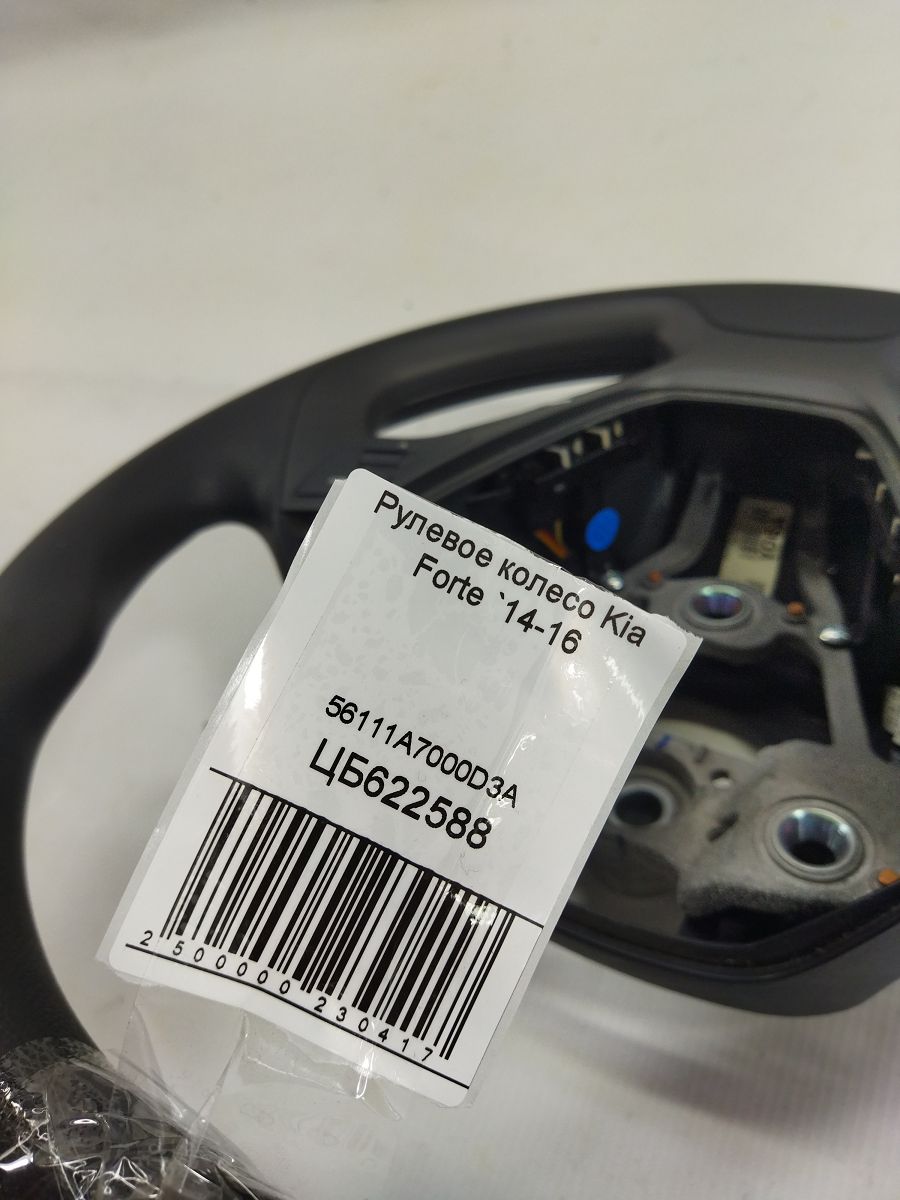 Рулевое колесо Kia
Forte `14-16
56111A7000D3A
ЦБ622588
2500000230417